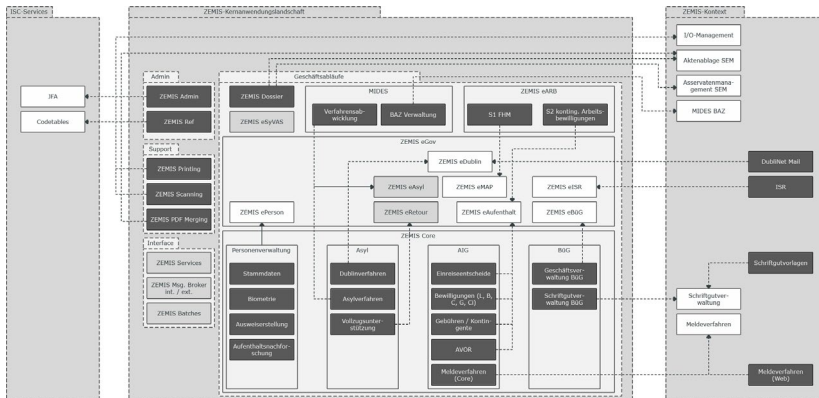 ISC-Services
ZEMIS-Kernanwendungslandschaft
ZEMIS-Kontext
JFA
Codetables
Admin
ZEMIS Admin
ZEMIS Ref
Support
ZEMIS Printing
ZEMIS Scanning
ZEMIS PDF Merging
Interface
ZEMIS Services
ZEMIS Msg. Broker
int. / ext.
ZEMIS Batches
Geschäftsabläufe
ZEMIS Dossier
ZEMIS eSyVAS
MIDES
Verfahrensab-
wicklung
BAZ Verwaltung
ZEMIS eARB
S1 FHM
S2 konting. Arbeits-
bewilligungen
ZEMIS eGov
ZEMIS eDublin
ZEMIS eAsyl
ZEMIS eMAP
ZEMIS eISR
ZEMIS ePerson
ZEMIS eRetour
ZEMIS eAufenthalt
ZEMIS eBüG
ZEMIS Core
Personenverwaltung
Stammdaten
Biometrie
Ausweiserstellung
Aufenthaltsnachfor-
schung
Asyl
Dublinverfahren
Asylverfahren
Vollzugsunter-
stützung
AIG
Einreiseentscheide
Bewilligungen (L, B,
C, G, Ci)
Gebühren / Kontin-
gente
AVOR
Meldeverfahren
(Core)
BüG
Geschäftsver-
waltung BüG
Schriftgutver-
waltung BüG
I/O-Management
Aktenablage SEM
Asservatenmana-
gement SEM
MIDES BAZ
DubliNet Mail
ISR
Schriftgutvorlagen
Schriftgutver-
waltung
Meldeverfahren
Meldeverfahren
(Web)